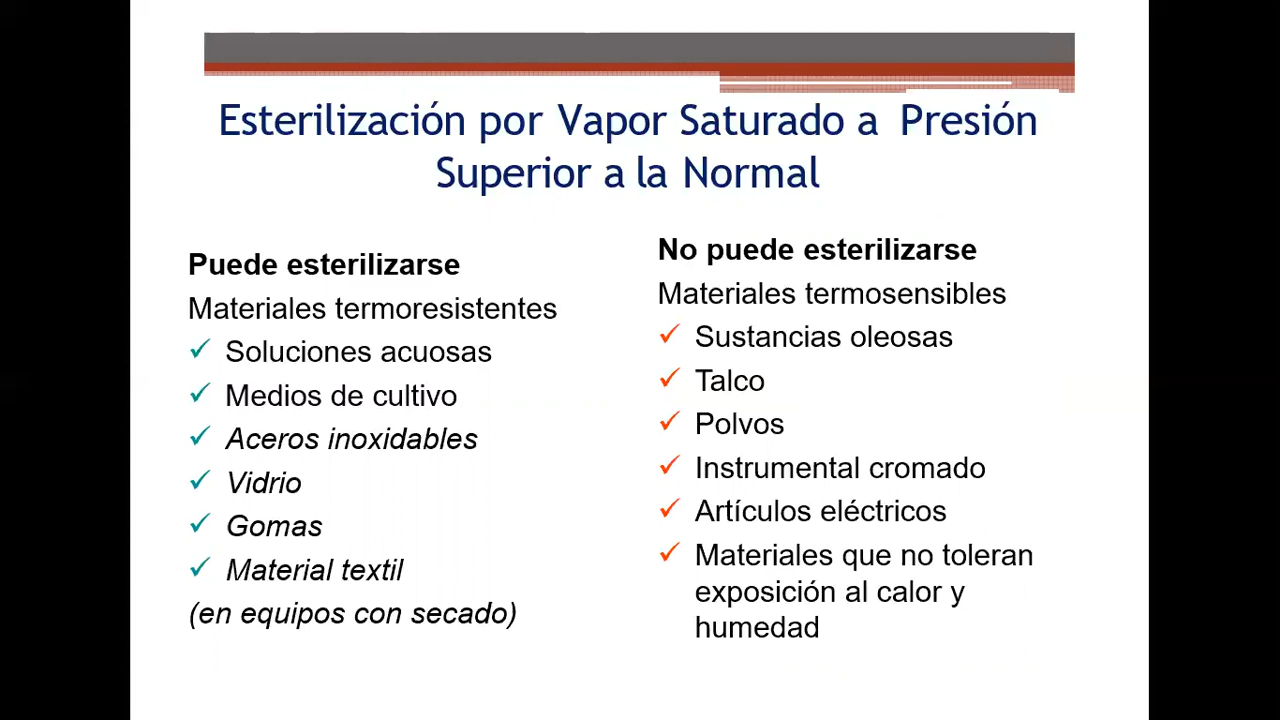 Esterilización por Vapor Saturado a Presión
Superior a la Normal
Puede esterilizarse
Materiales termoresistentes
✓ Soluciones acuosas
✓ Medios de cultivo
✓ Aceros inoxidables
✓ Vidrio
✓ Gomas
✓ Material textil
(en equipos con secado)
No puede esterilizarse
Materiales termosensibles
✓ Sustancias oleosas
✓ Talco
✓ Polvos
✓ Instrumental cromado
✓ Artículos eléctricos
✓ Materiales que no toleran
exposición al calor y
humedad